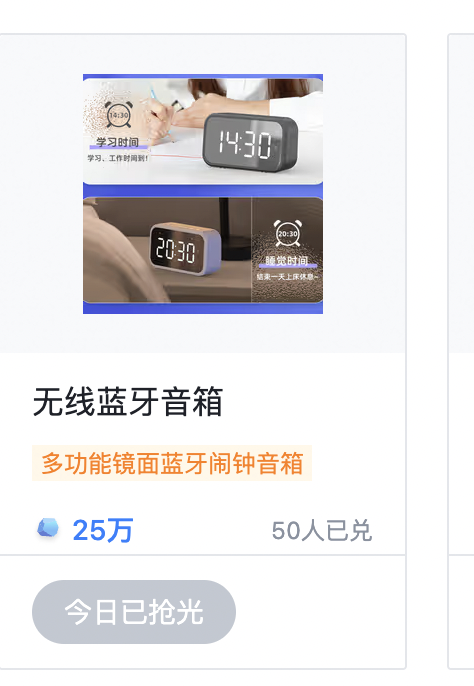 14:30
学习时间
学习、工作时间到!
14:30
20:30
20:30
睡觉时间
结束一天上床休息~
无线蓝牙音箱
多功能镜面蓝牙闹钟音箱
25万
50人已兑
今日已抢光